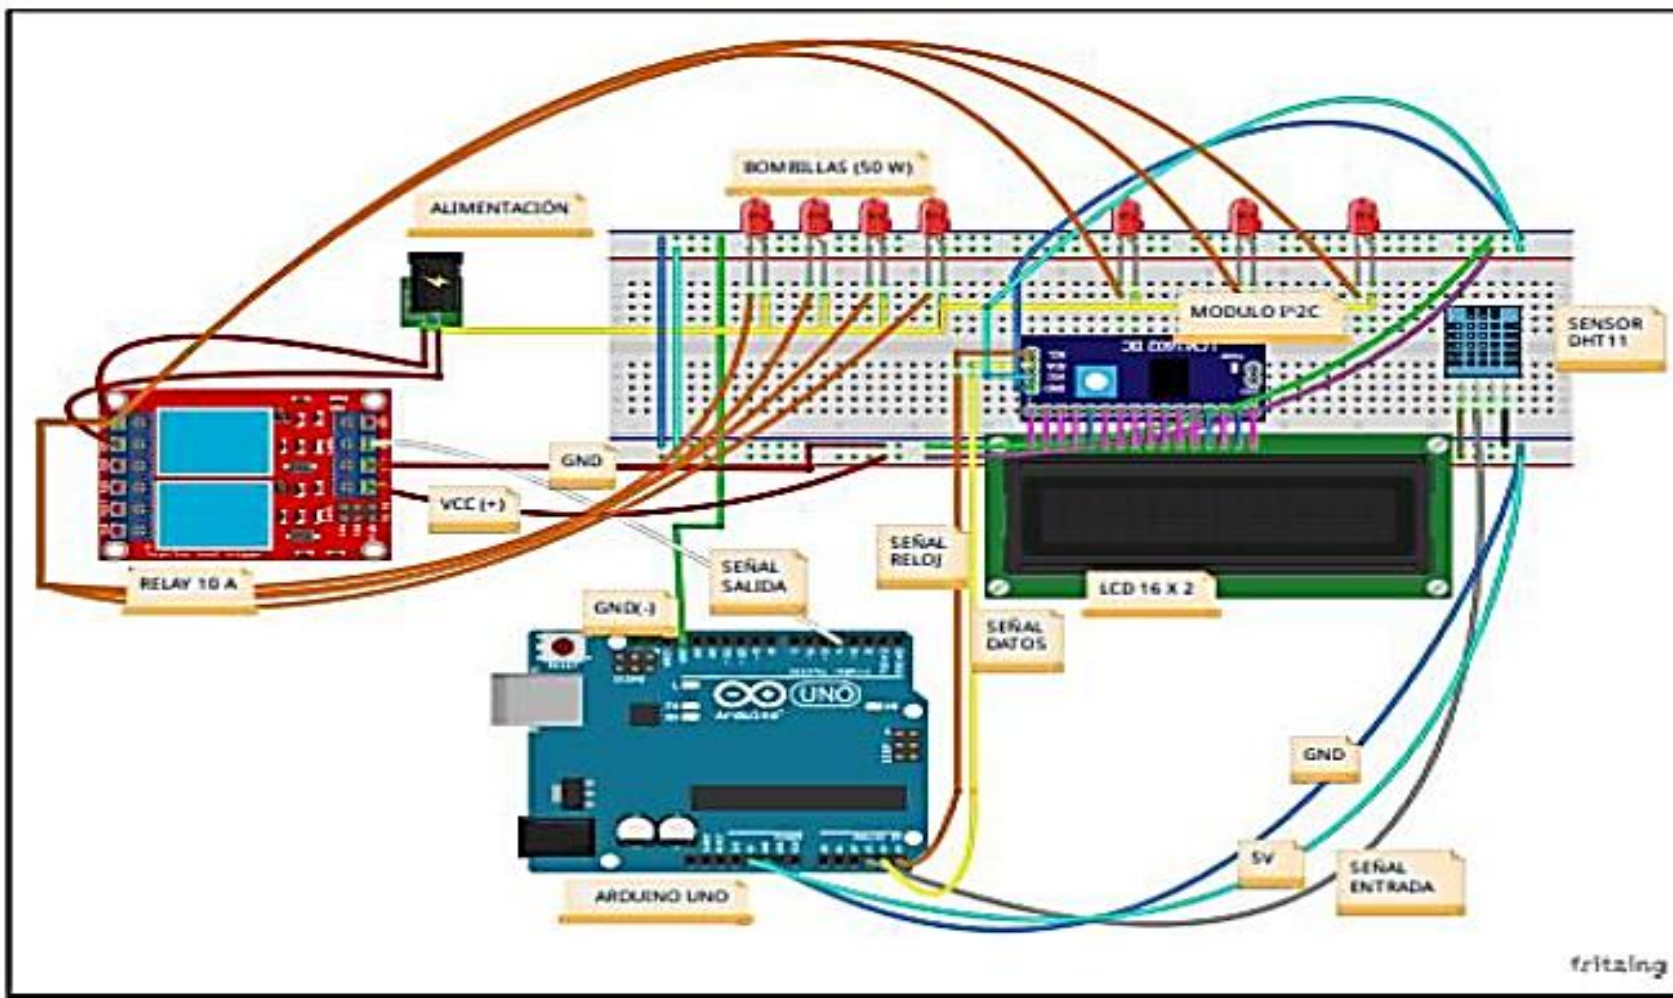 BOMBILLAS (50 W)
ALIMENTACIÓN
MODULO I^2C
SENSOR
DHT11
GND
VCC (+)
SEÑAL
RELOJ
SEÑAL
SALIDA
RELAY 10 A
LCD 16 X 2
GND(-)
SEÑAL
DATOS
UNO
Arduino
GND
5V
SEÑAL
ENTRADA
ARDUINO UNO
fritzing